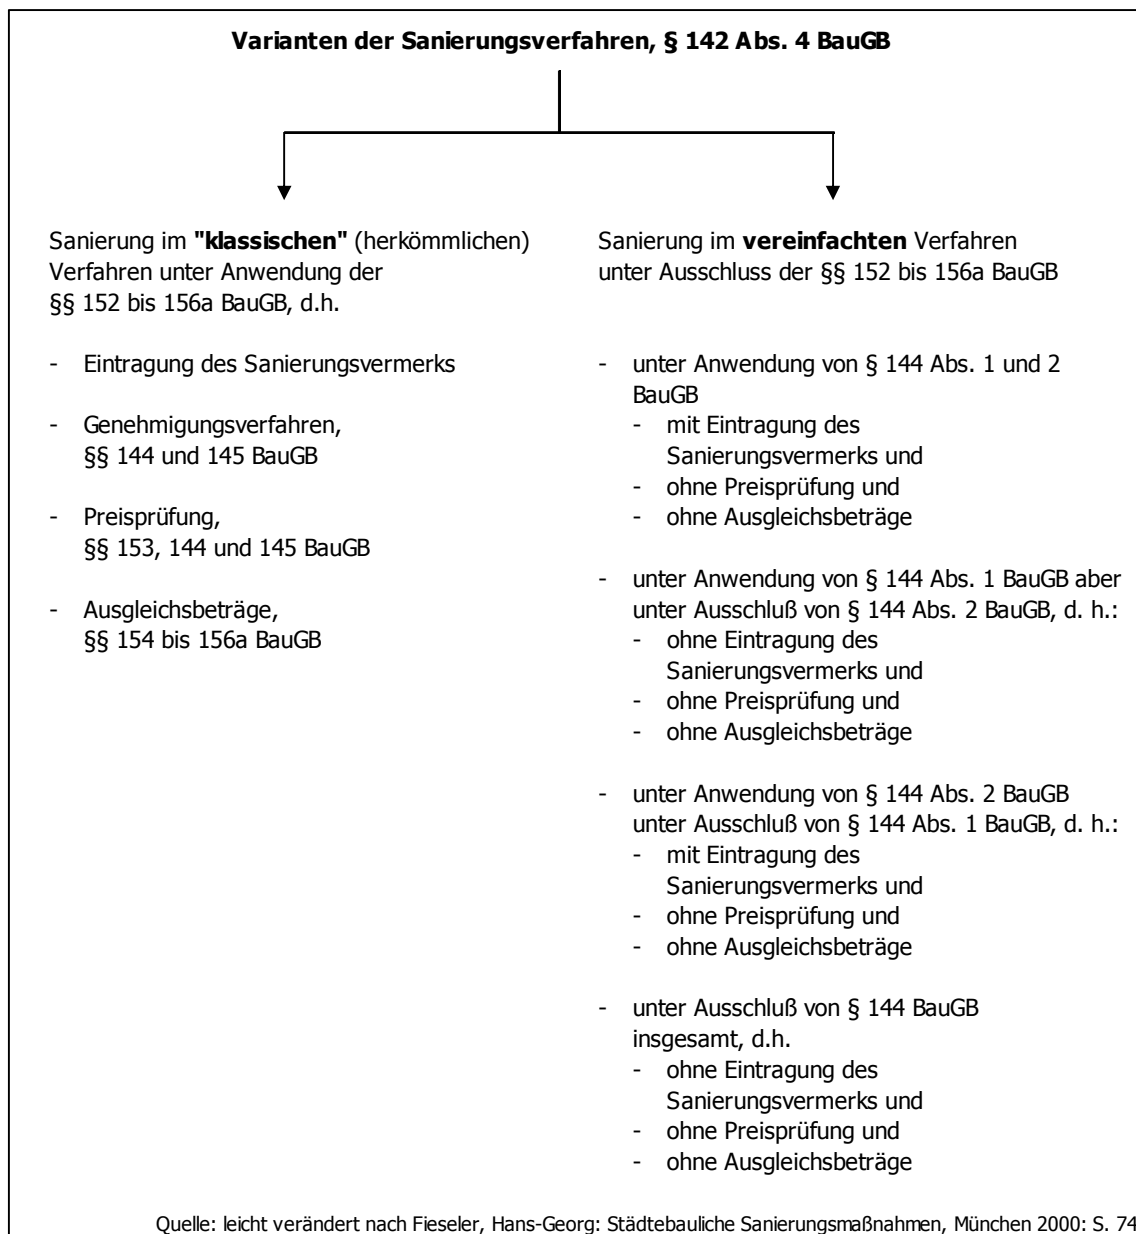 Varianten der Sanierungsverfahren, § 142 Abs. 4 BauGB
Sanierung im "klassischen" (herkömmlichen)
Verfahren unter Anwendung der
§§ 152 bis 156a BauGB, d.h.
- Eintragung des Sanierungsvermerks
- Genehmigungsverfahren,
§§ 144 und 145 BauGB
- Preisprüfung,
§§ 153, 144 und 145 BauGB
- Ausgleichsbeträge,
§§ 154 bis 156a BauGB
Sanierung im vereinfachten Verfahren
unter Ausschluss der §§ 152 bis 156a BauGB
- unter Anwendung von § 144 Abs. 1 und 2
BauGB
- mit Eintragung des
Sanierungsvermerks und
- ohne Preisprüfung und
- ohne Ausgleichsbeträge
- unter Anwendung von § 144 Abs. 1 BauGB aber
unter Ausschluß von § 144 Abs. 2 BauGB, d. h.:
- ohne Eintragung des
Sanierungsvermerks und
- ohne Preisprüfung und
- ohne Ausgleichsbeträge
- unter Anwendung von § 144 Abs. 2 BauGB
unter Ausschluß von § 144 Abs. 1 BauGB, d. h.:
- mit Eintragung des
Sanierungsvermerks und
- ohne Preisprüfung und
- ohne Ausgleichsbeträge
- unter Ausschluß von § 144 BauGB
insgesamt, d.h.
- ohne Eintragung des
Sanierungsvermerks und
- ohne Preisprüfung und
- ohne Ausgleichsbeträge
Quelle: leicht verändert nach Fieseler, Hans-Georg: Städtebauliche Sanierungsmaßnahmen, München 2000: S. 74